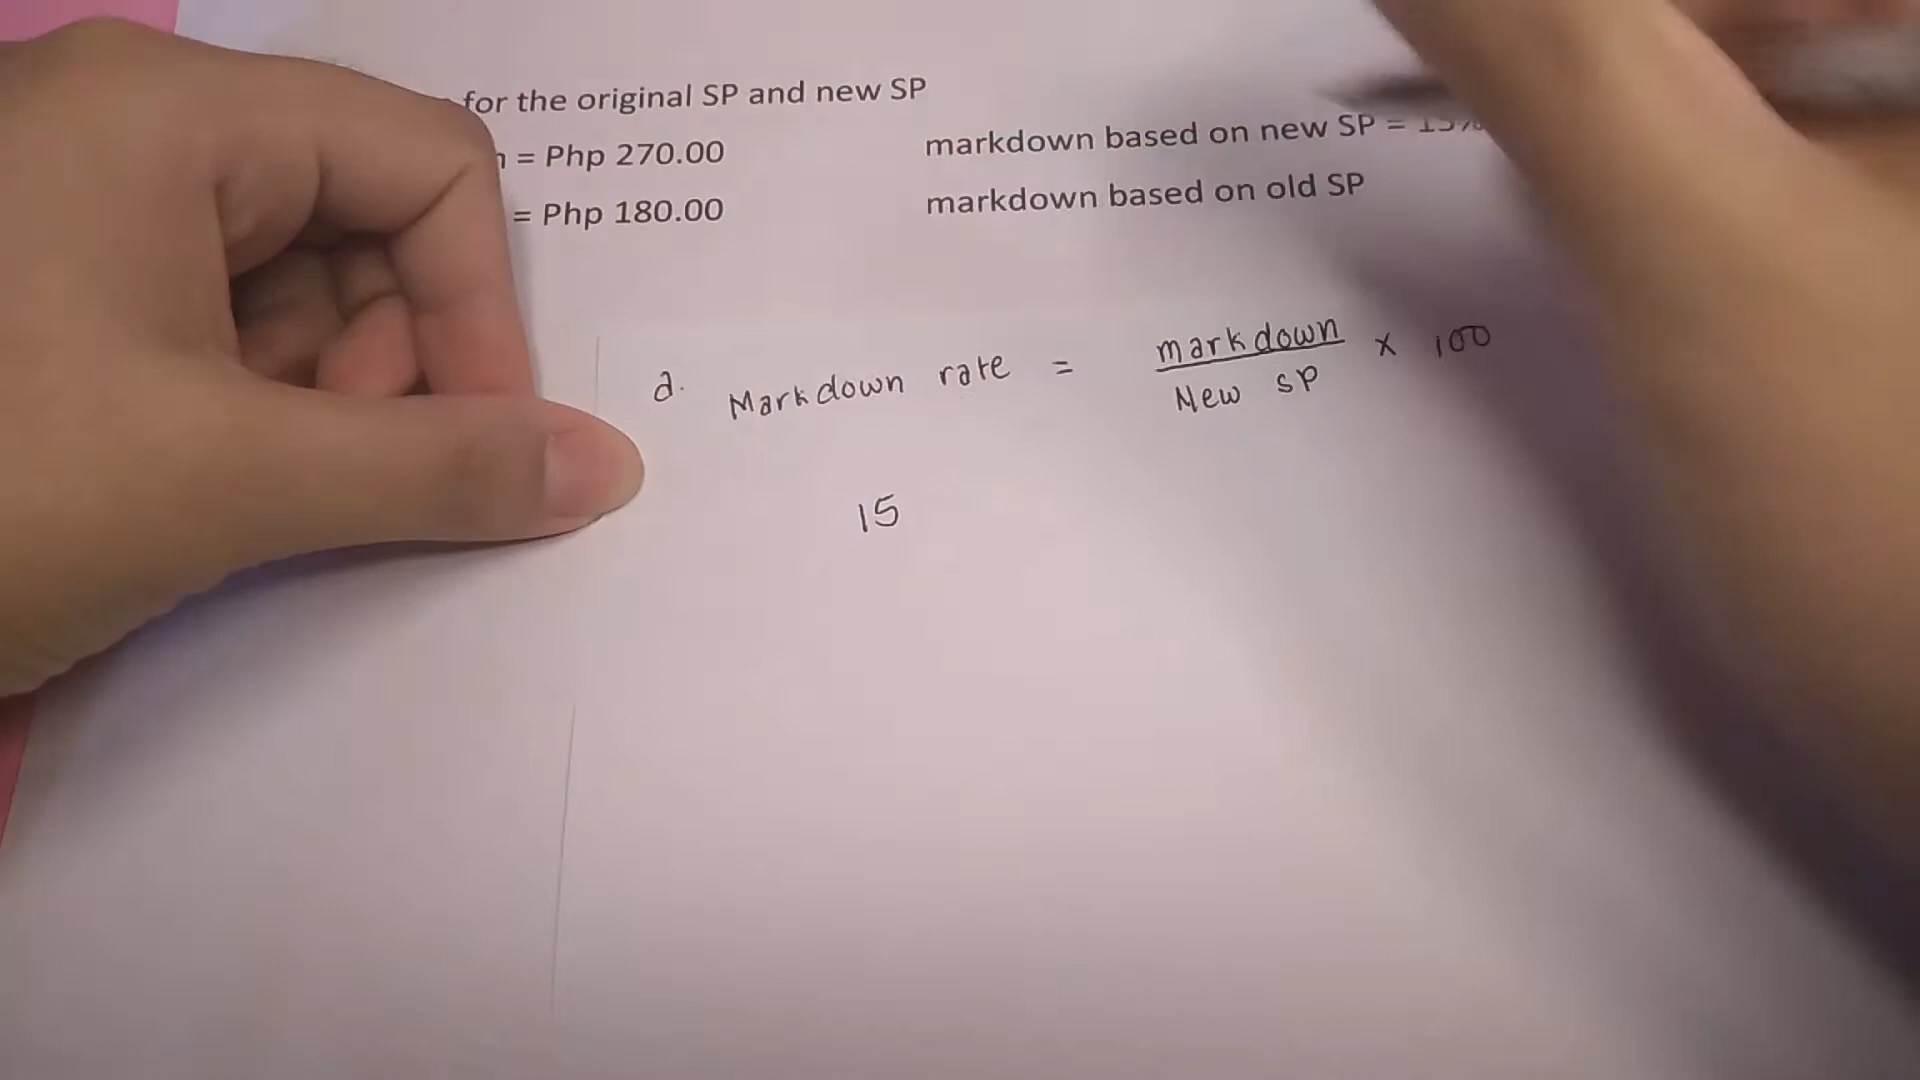 for the original SP and new SP
= Php 270.00 markdown based on new SP = 15%
= Php 180.00 markdown based on old SP
a. Markdown rate = markdown / New SP x 100
15